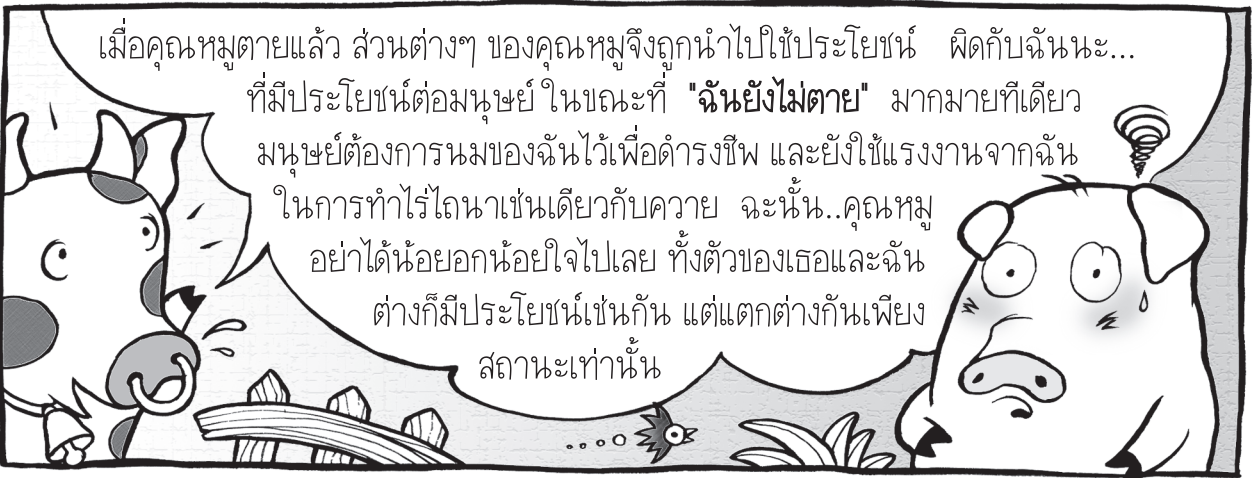 เมื่อคุณหมูตายแล้ว ส่วนต่างๆ ของคุณหมูจึงถูกนำไปใช้ประโยชน์ ผิดกับฉันนะ...
ที่มีประโยชน์ต่อมนุษย์ ในขณะที่ "ฉันยังไม่ตาย" มากมายทีเดียว
มนุษย์ต้องการนมของฉันไว้เพื่อดำรงชีพ และยังใช้แรงงานจากฉัน
ในการทำไร่ไถนาเช่นเดียวกับควาย ฉะนั้น..คุณหมู
อย่าได้น้อยอกน้อยใจไปเลย ทั้งตัวของเธอและฉัน
ต่างก็มีประโยชน์เช่นกัน แต่แตกต่างกันเพียง
สถานะเท่านั้น